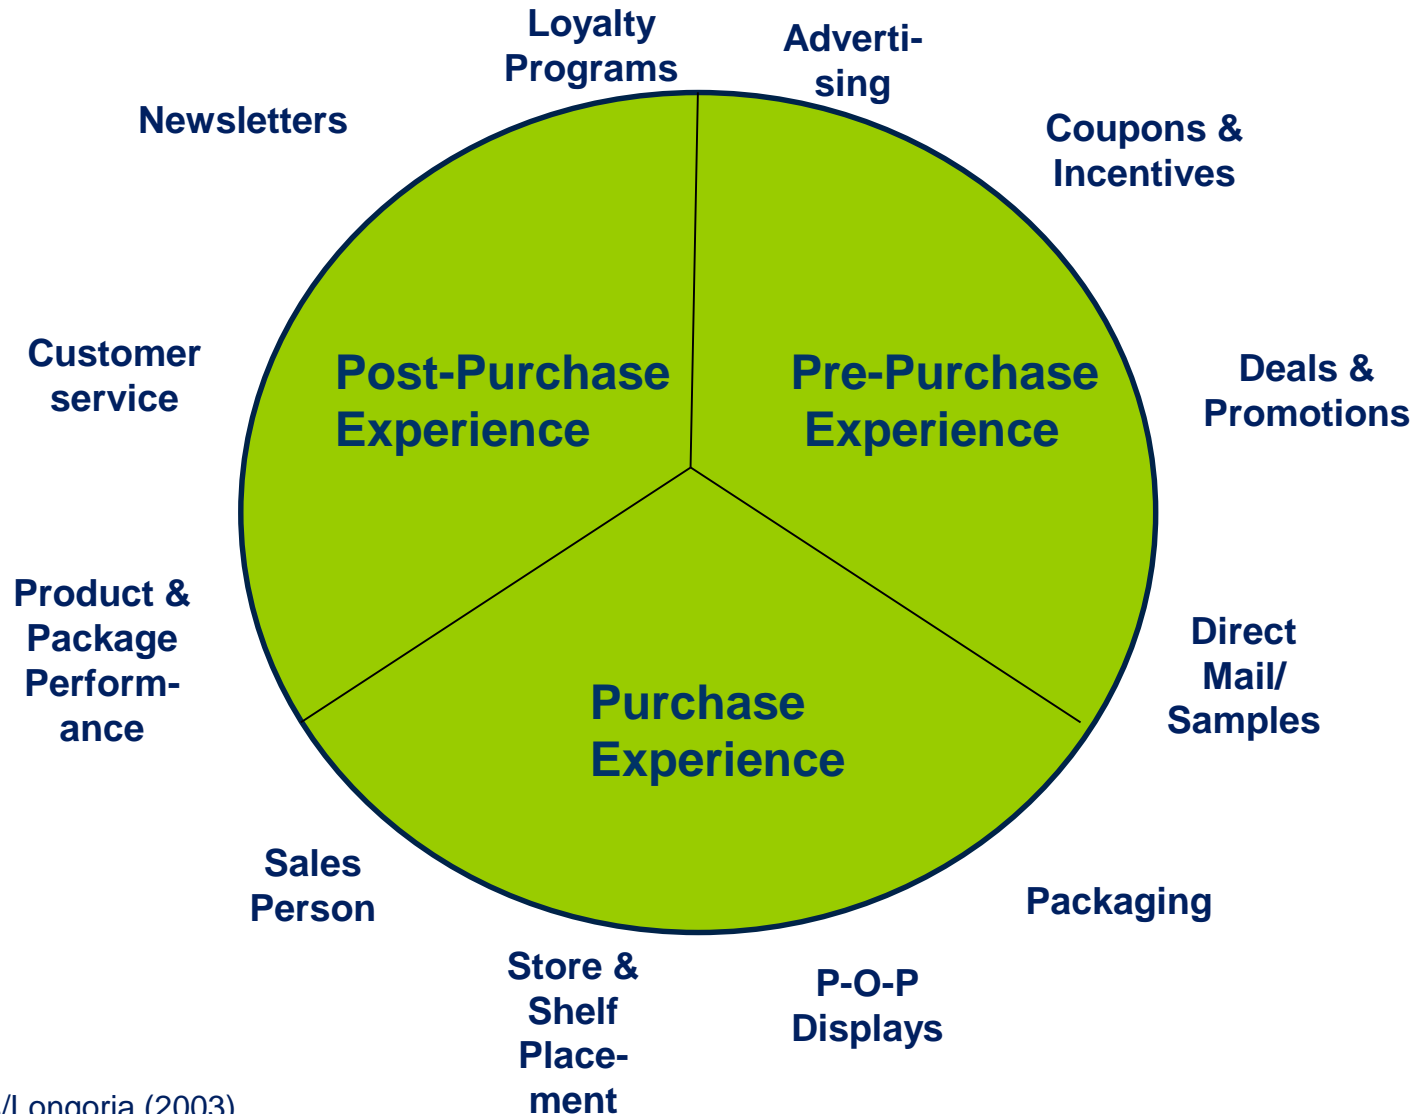 Loyalty
Programs
Adverti-
sing
Newsletters
Coupons &
Incentives
Customer
service
Post-Purchase
Experience
Pre-Purchase
Experience
Deals &
Promotions
Product &
Package
Perform-
ance
Direct
Mail/
Samples
Purchase
Experience
Sales
Person
Packaging
Store &
Shelf
Place-
ment
P-O-P
Displays
/Longoria (2003)